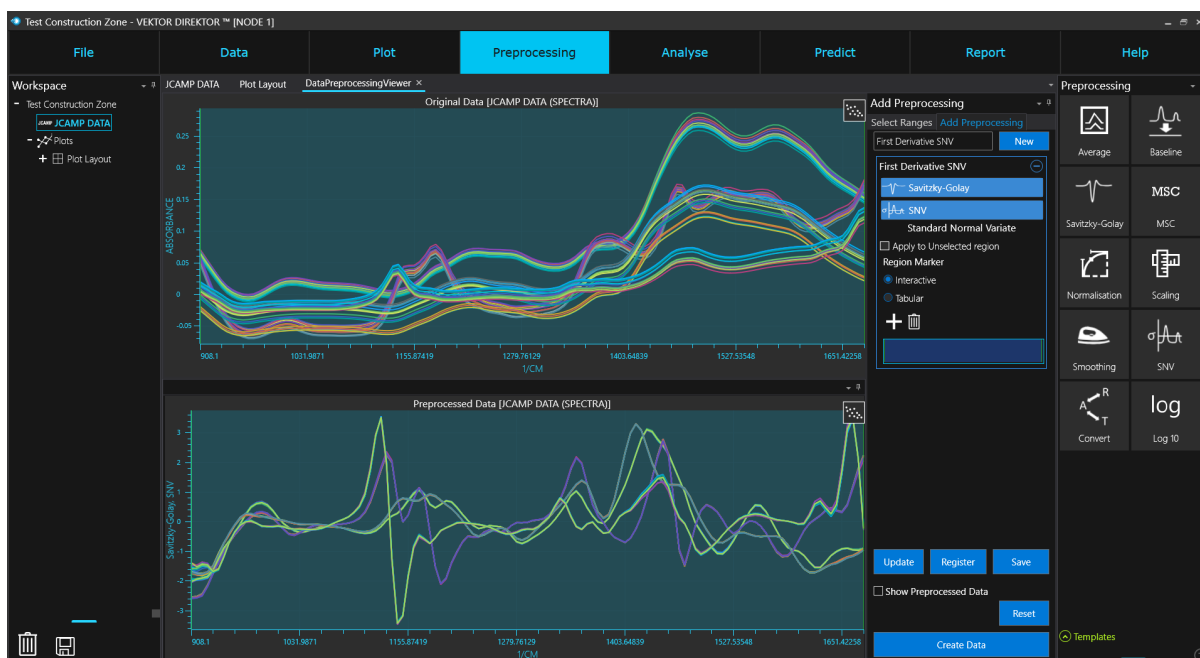 Test Construction Zone - VEKTOR DIREKTOR ™ [NODE 1]
File
Data
Plot
Preprocessing
Analyse
Predict
Report
Help
Workspace
Test Construction Zone
JCAMP JCAMP DATA
Plots
Plot Layout
JCAMP DATA
Plot Layout
DataPreprocessingViewer ×
Original Data [JCAMP DATA (SPECTRA)]
ABSORBANCE
0.25
0.2
0.15
0.1
0.05
0
-0.05
908.1
1031.9871
1155.87419
1279.76129
1403.64839
1527.53548
1651.42258
1/CM
Preprocessed Data [JCAMP DATA (SPECTRA)]
Savitzky-Golay, SNV
3
2
1
0
-1
-2
-3
908.1
1031.9871
1155.87419
1279.76129
1403.64839
1527.53548
1651.42258
1/CM
Add Preprocessing
Select Ranges
Add Preprocessing
First Derivative SNV
New
First Derivative SNV
Savitzky-Golay
SNV
Standard Normal Variate
Apply to Unselected region
Region Marker
Interactive
Tabular
Update
Register
Save
Show Preprocessed Data
Reset
Create Data
Preprocessing
Average
Baseline
Savitzky-Golay
MSC
MSC
Normalisation
Scaling
Smoothing
σ
SNV
A R T
Convert
log
Log 10
Templates